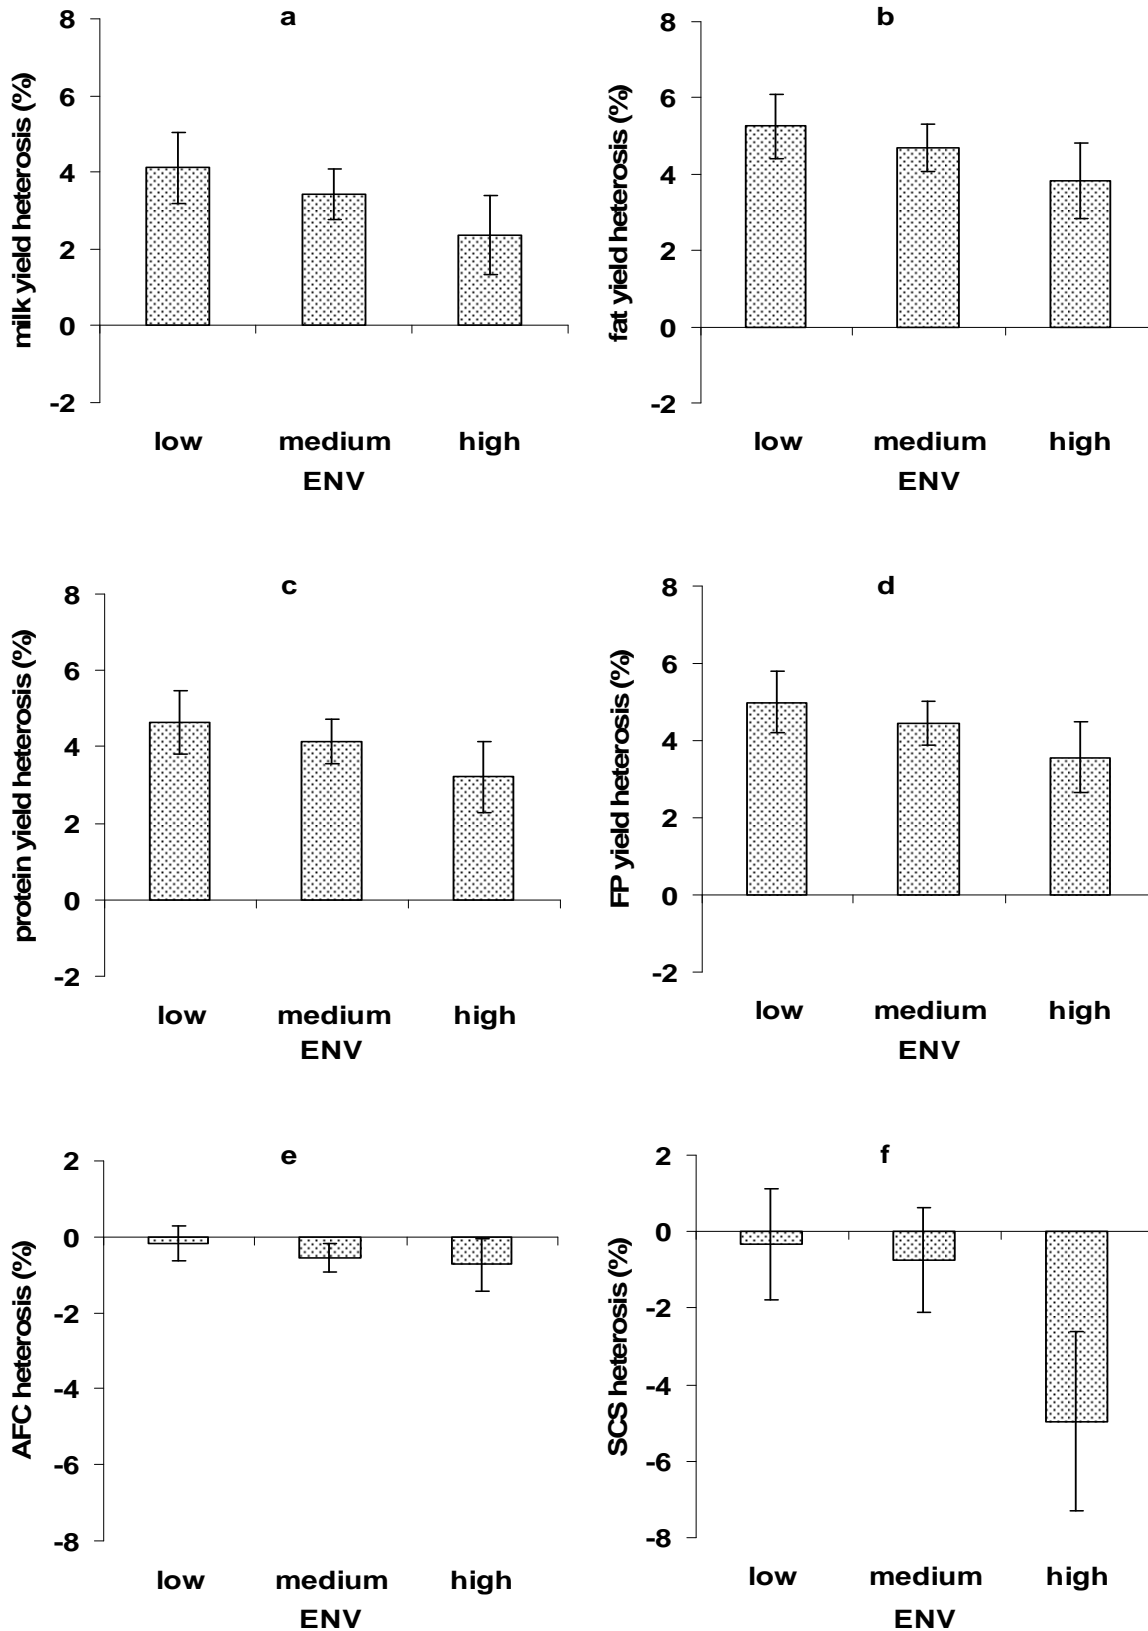 a
milk yield heterosis (%)
8
6
4
2
0
-2
low medium high
ENV
b
fat yield heterosis (%)
8
6
4
2
0
-2
low medium high
ENV
c
protein yield heterosis (%)
8
6
4
2
0
-2
low medium high
ENV
d
FP yield heterosis (%)
8
6
4
2
0
-2
low medium high
ENV
e
AFC heterosis (%)
2
0
-2
-4
-6
-8
low medium high
ENV
f
SCS heterosis (%)
2
0
-2
-4
-6
-8
low medium high
ENV